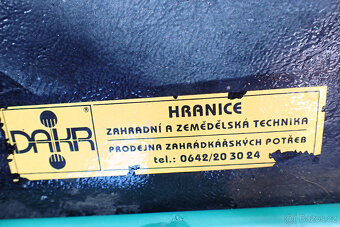 DAKR ®
HRANICE
ZAHRADNÍ A ZEMĚDĚLSKÁ TECHNIKA
PRODEJNA ZAHRÁDKÁŘSKÝCH POTŘEB
tel.: 0642/20 30 24